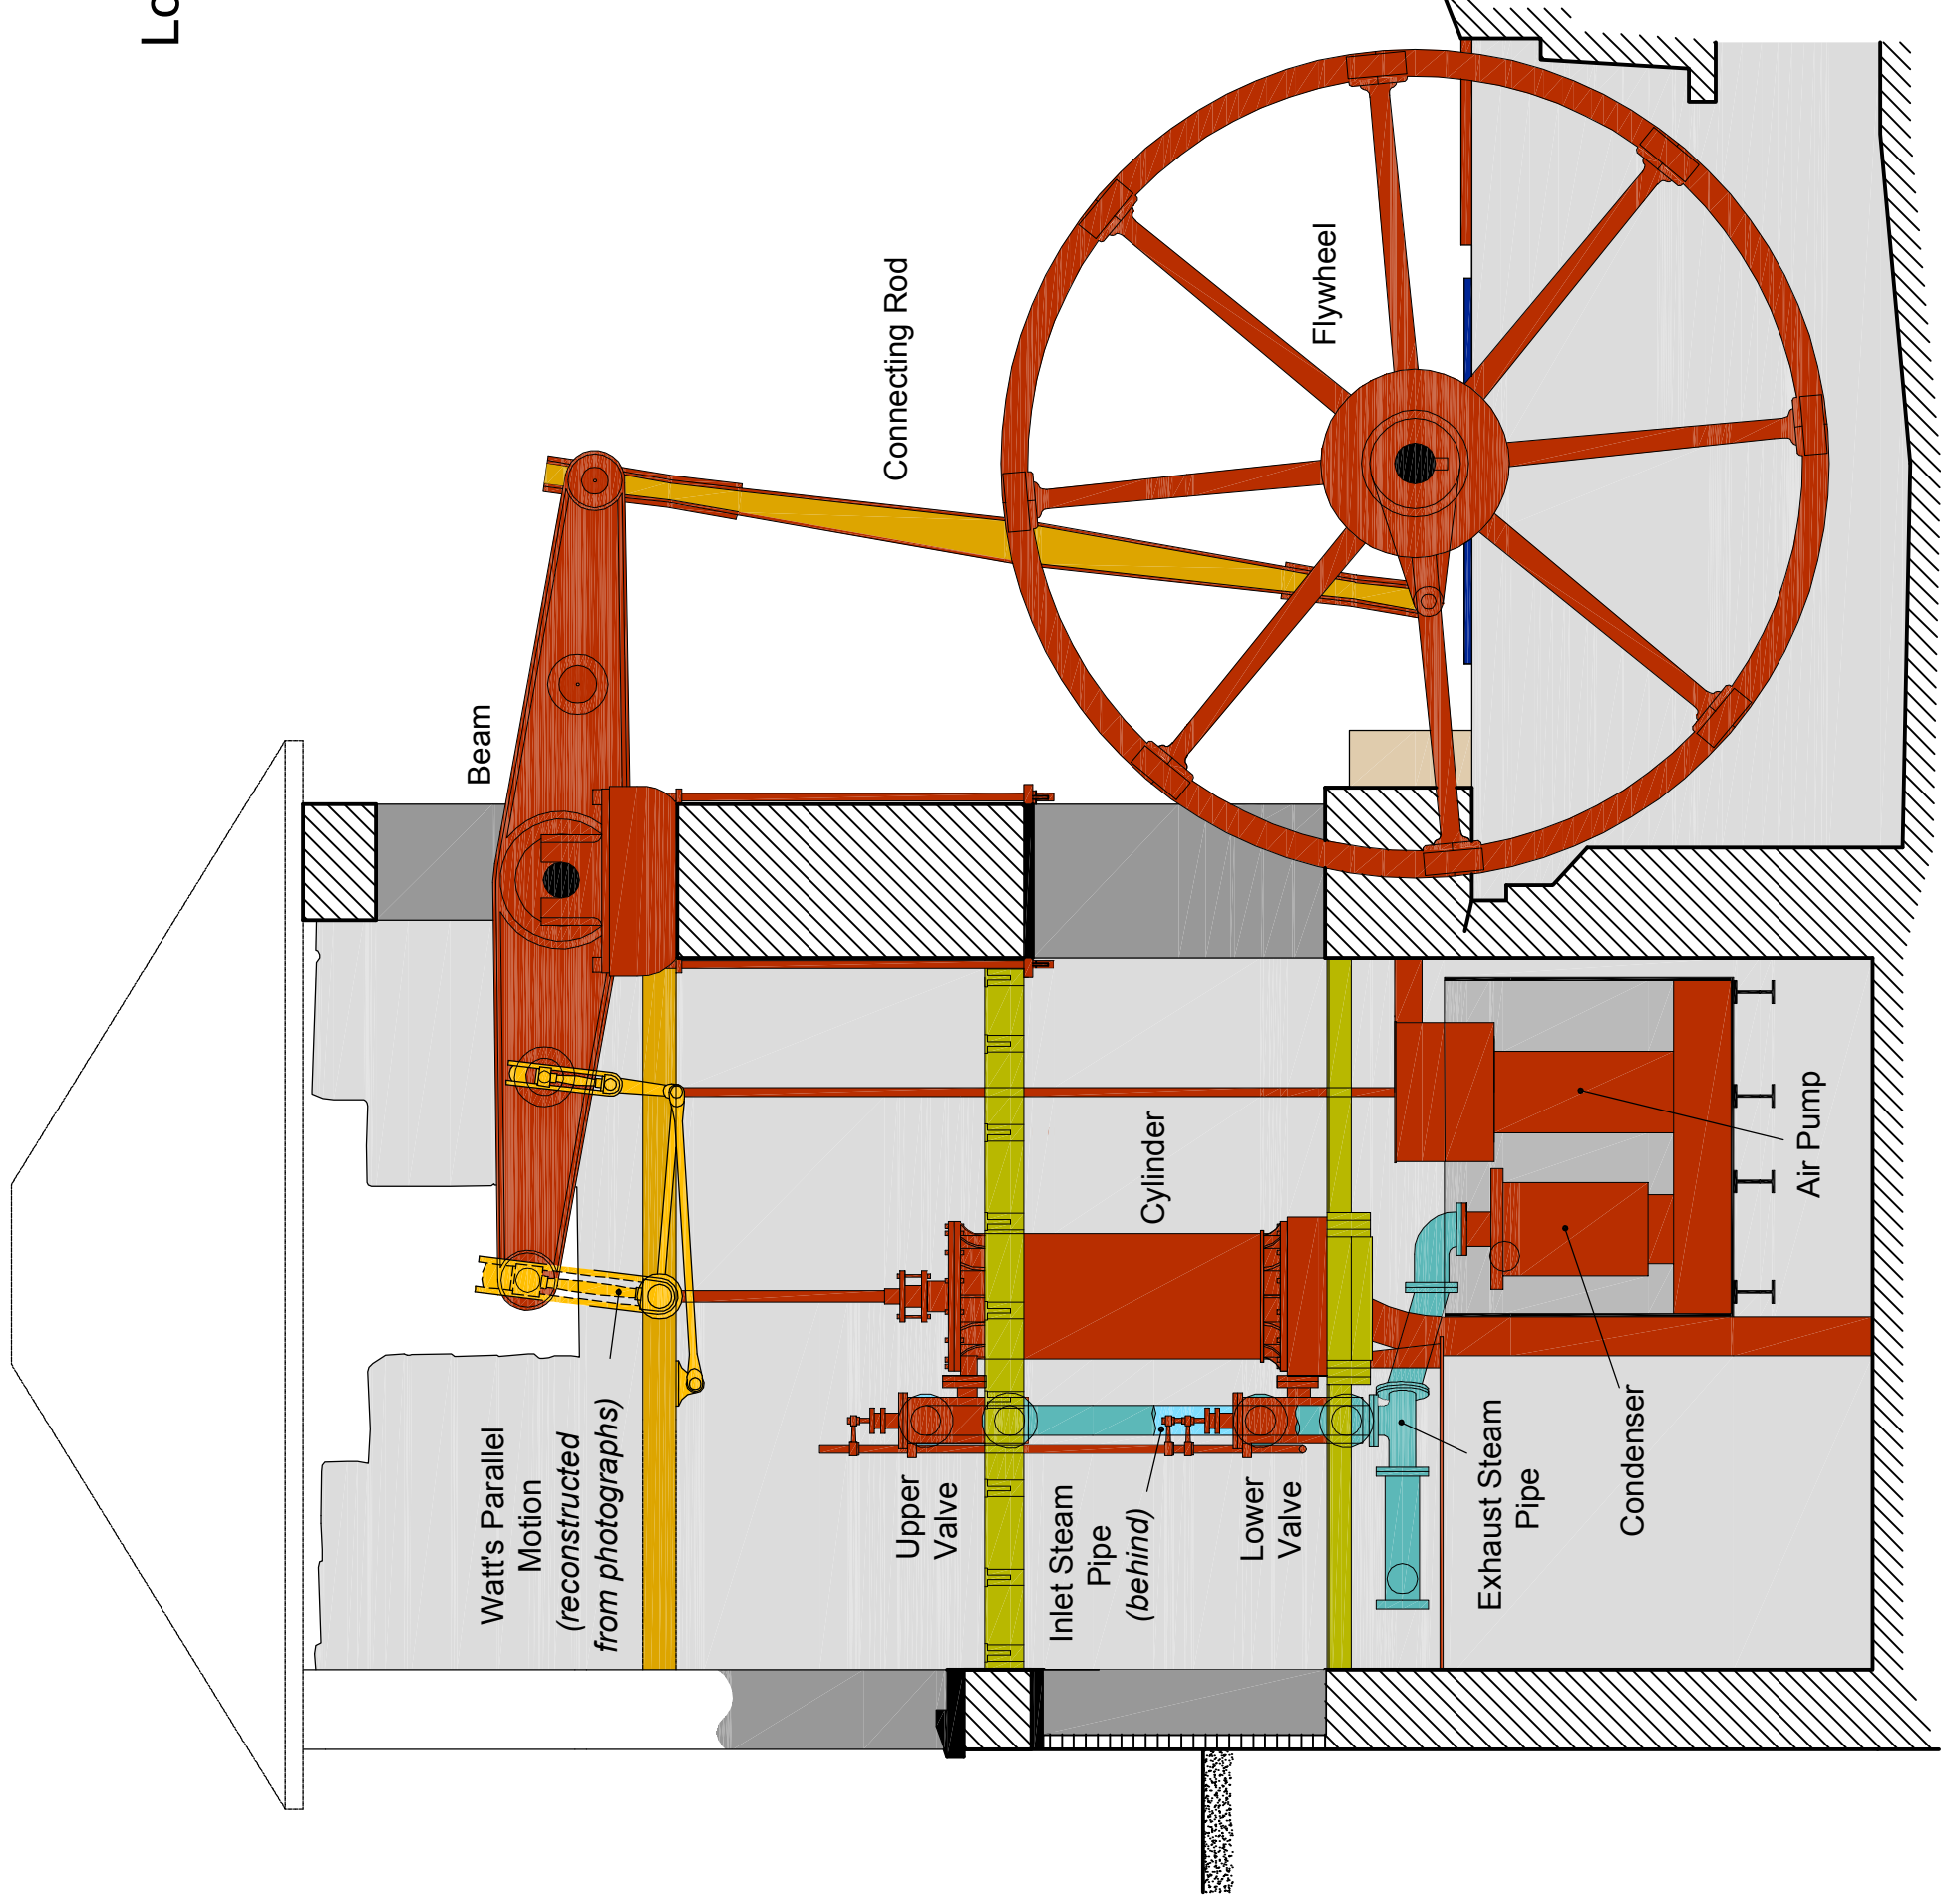 Beam
Connecting Rod
Flywheel
Watt's Parallel
Motion
(reconstructed
from photographs)
Upper
Valve
Inlet Steam
Pipe
(behind)
Cylinder
Lower
Valve
Exhaust Steam
Pipe
Condenser
Air Pump